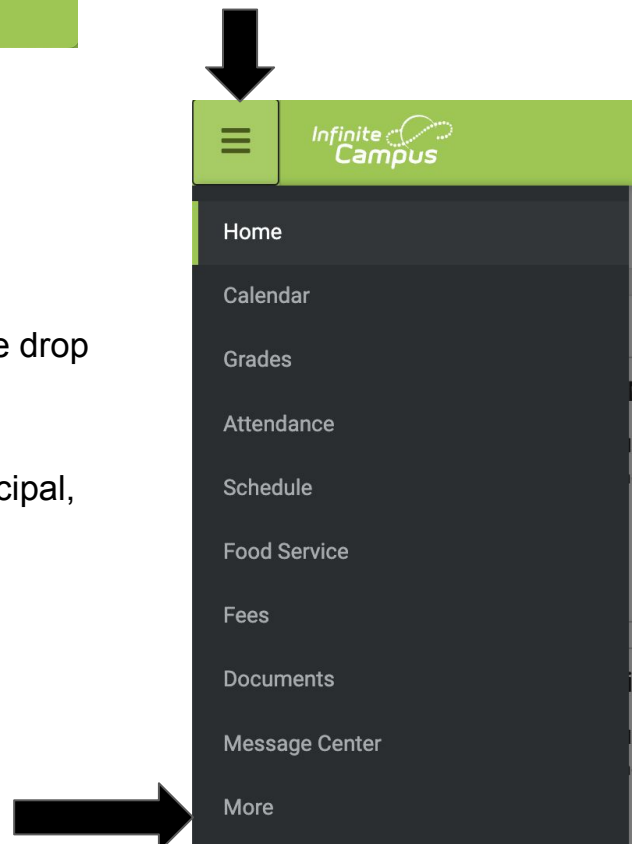 Infinite
Campus
Home
Calendar
e drop
Grades
Attendance
cipal,
Schedule
Food Service
Fees
Documents
Message Center
More